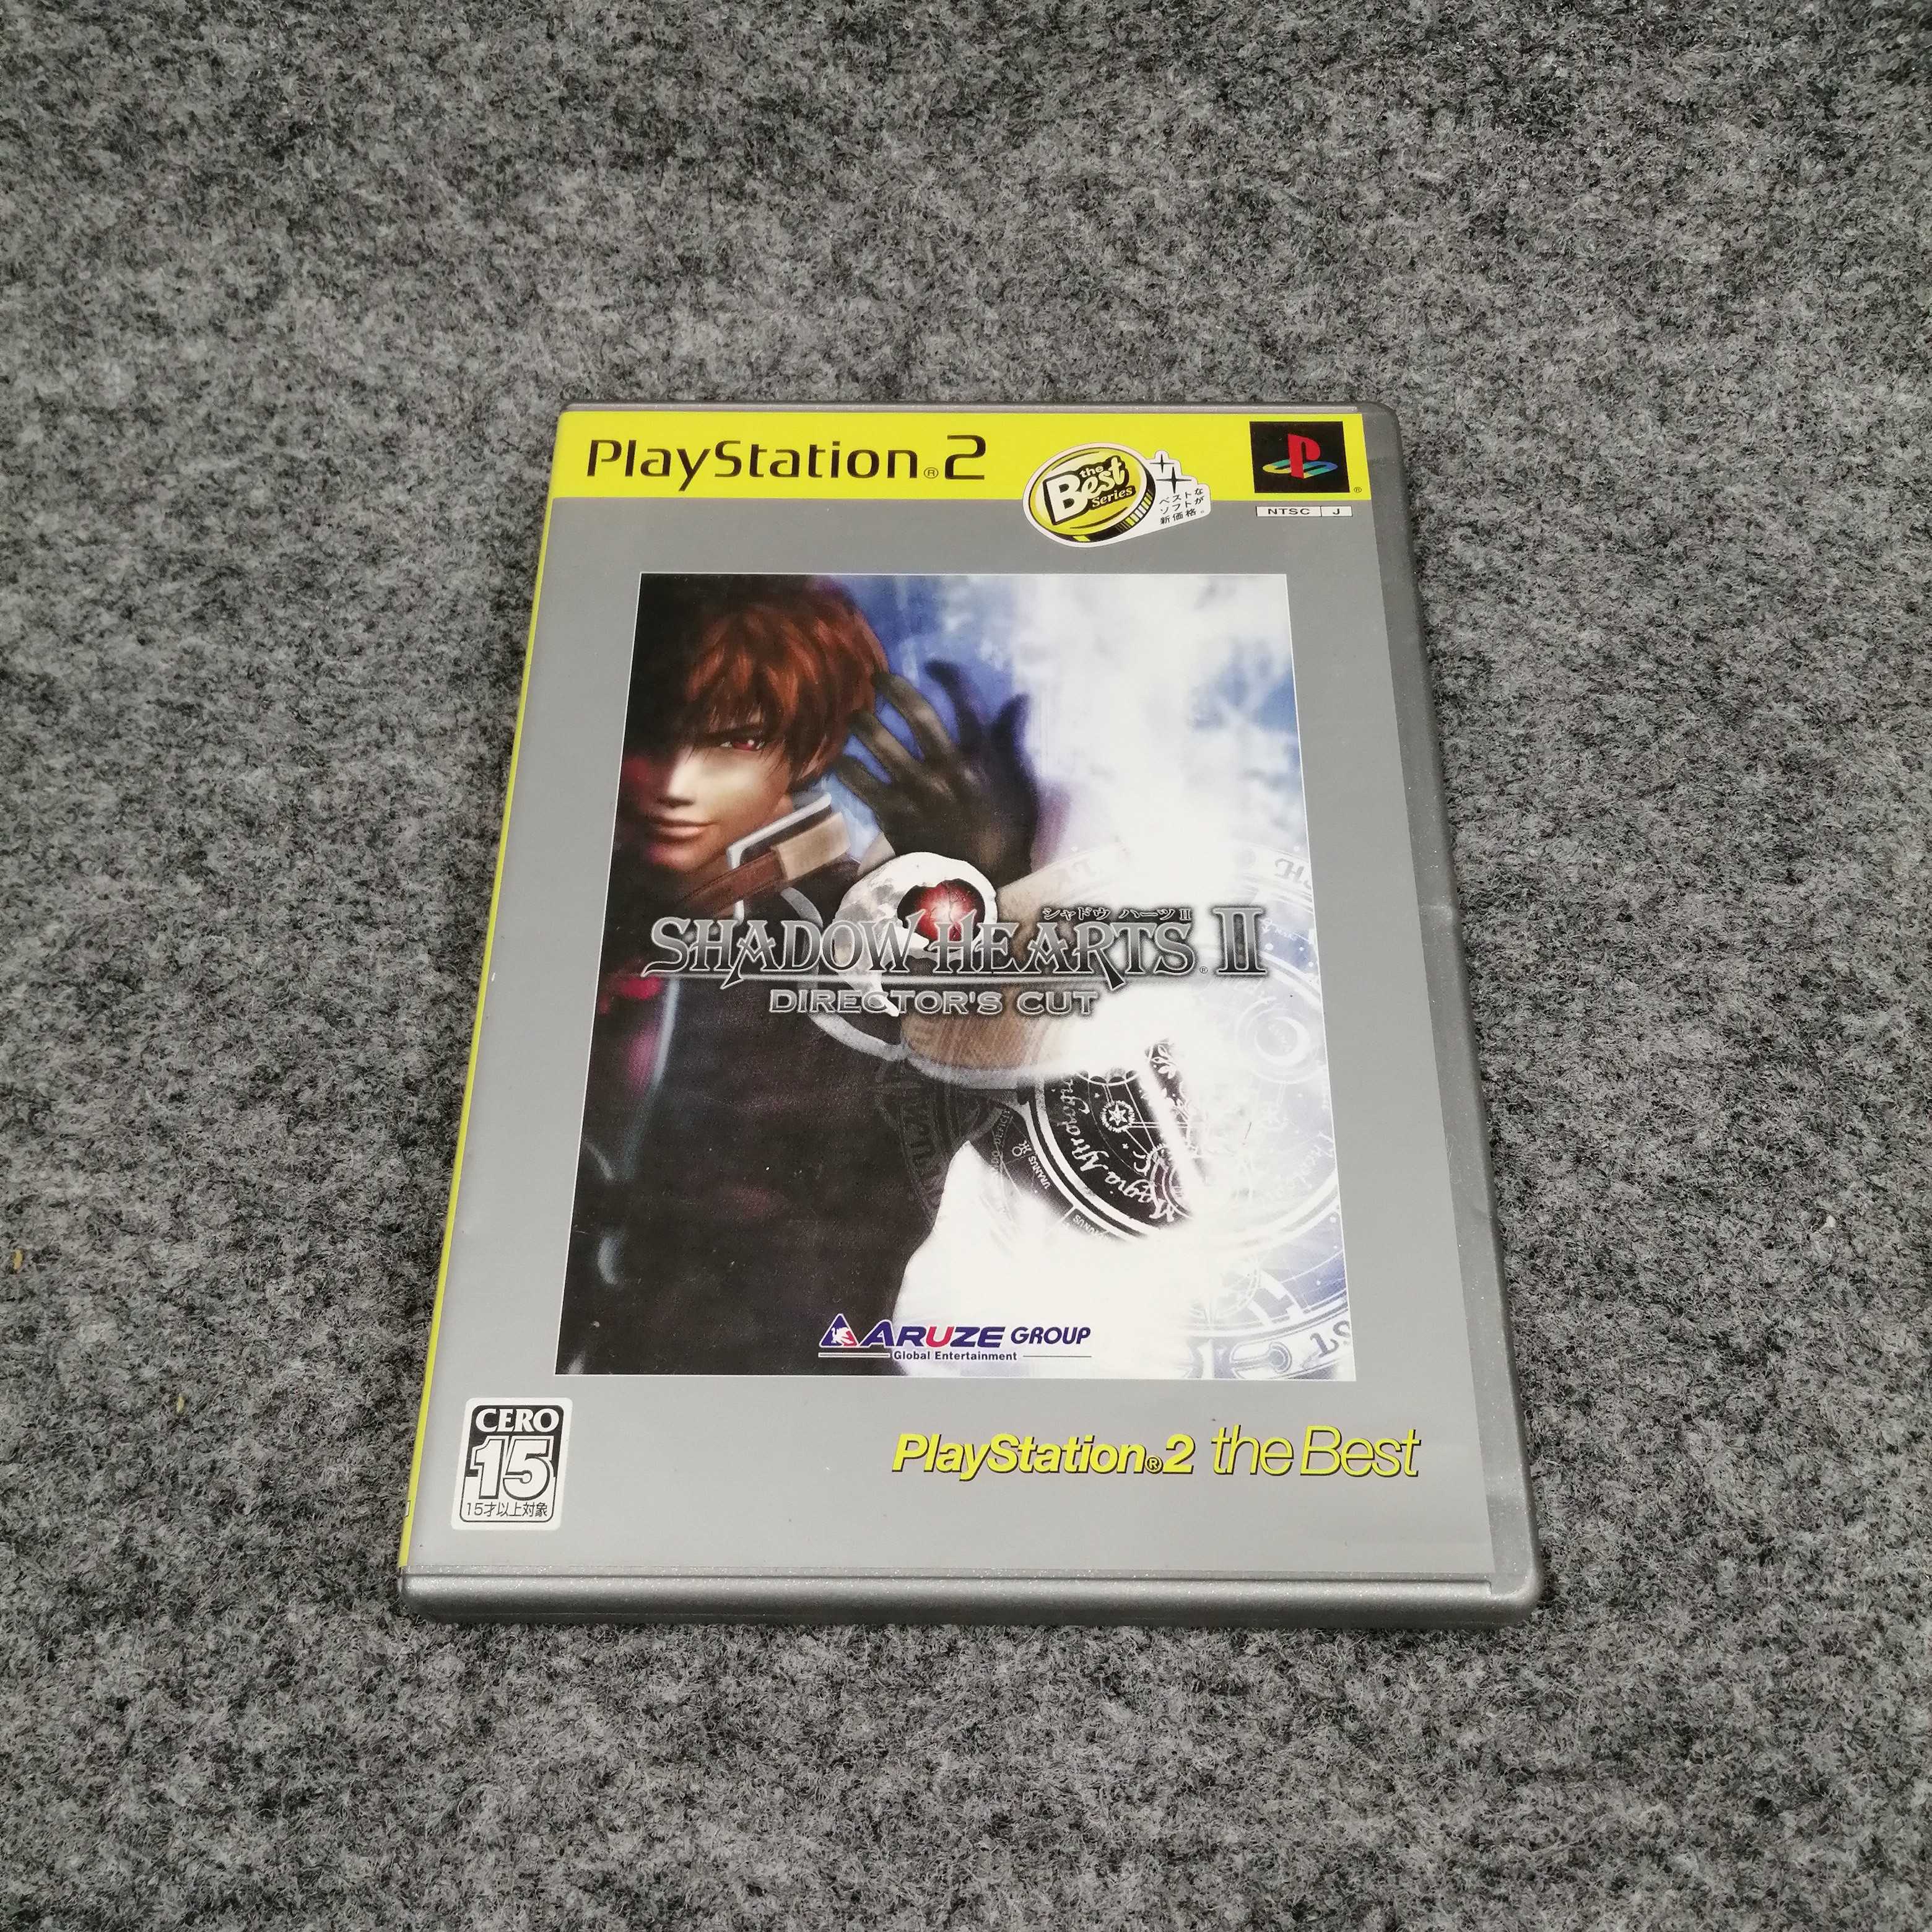 PlayStation®2
the
Best
Series
ベストな
ソフトが
新価格。
®
NTSC J
シャドウ ハーツII
SHADOW HEARTS® II
DIRECTOR'S CUT
URANUS
ARUZE GROUP
Global Entertainment
CERO
15
15才以上対象
PlayStation®2 the Best